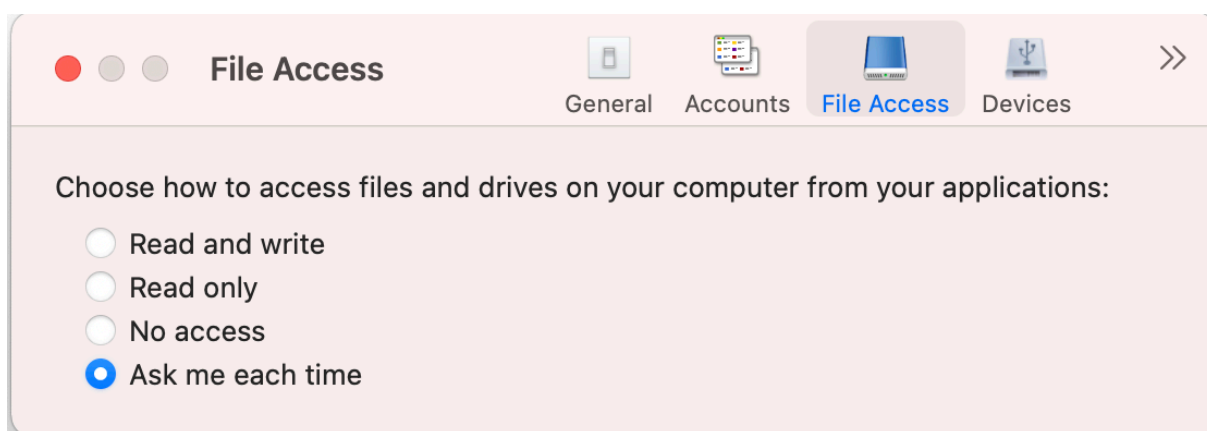 File Access
General
Accounts
File Access
Devices
Choose how to access files and drives on your computer from your applications:
Read and write
Read only
No access
Ask me each time